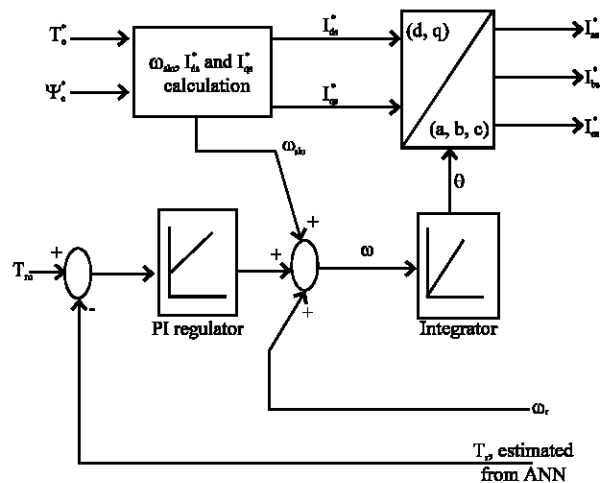 T*e
Ψ*e
ωslo, I*ds and I*qs
calculation
I*ds
I*qs
(d, q)
(a, b, c)
I*as
I*bs
I*cs
ωslo
θ
+
+
+
+
-
Tro
ω
PI regulator
Integrator
ωr
Tr, estimated
from ANN